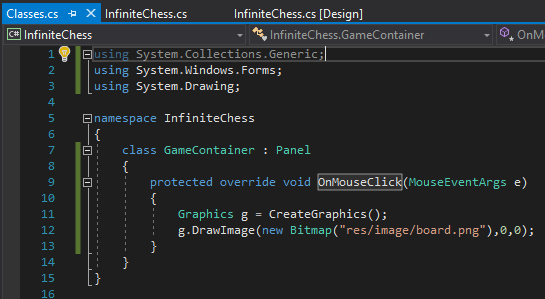 Classes.cs InfiniteChess.cs InfiniteChess.cs [Design]
C# InfiniteChess InfiniteChess.GameContainer
1 using System.Collections.Generic;
2 using System.Windows.Forms;
3 using System.Drawing;
4
5 namespace InfiniteChess
6 {
7 class GameContainer : Panel
8 {
9 protected override void OnMouseClick(MouseEventArgs e)
10 {
11 Graphics g = CreateGraphics();
12 g.DrawImage(new Bitmap("res/image/board.png"),0,0);
13 }
14 }
15 }
16